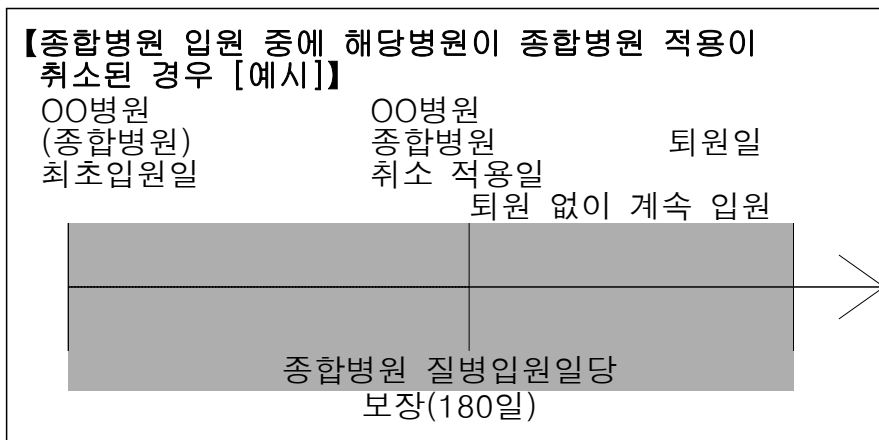 【종합병원 입원 중에 해당병원이 종합병원 적용이
취소된 경우 [예시]】
OO병원
(종합병원)
최초입원일
OO병원
종합병원
취소 적용일
퇴원일
퇴원 없이 계속 입원
종합병원 질병입원일당
보장(180일)